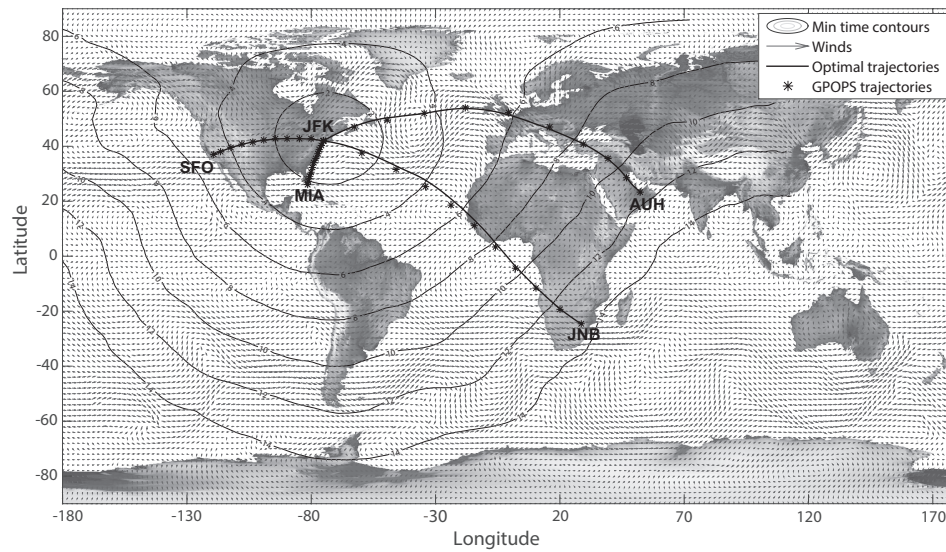 Min time contours
Winds
Optimal trajectories
GPOPS trajectories
80
60
40
20
0
-20
-40
-60
-80
Latitude
JFK
SFO
MIA
AUH
JNB
-180
-130
-80
-30
20
70
120
170
Longitude